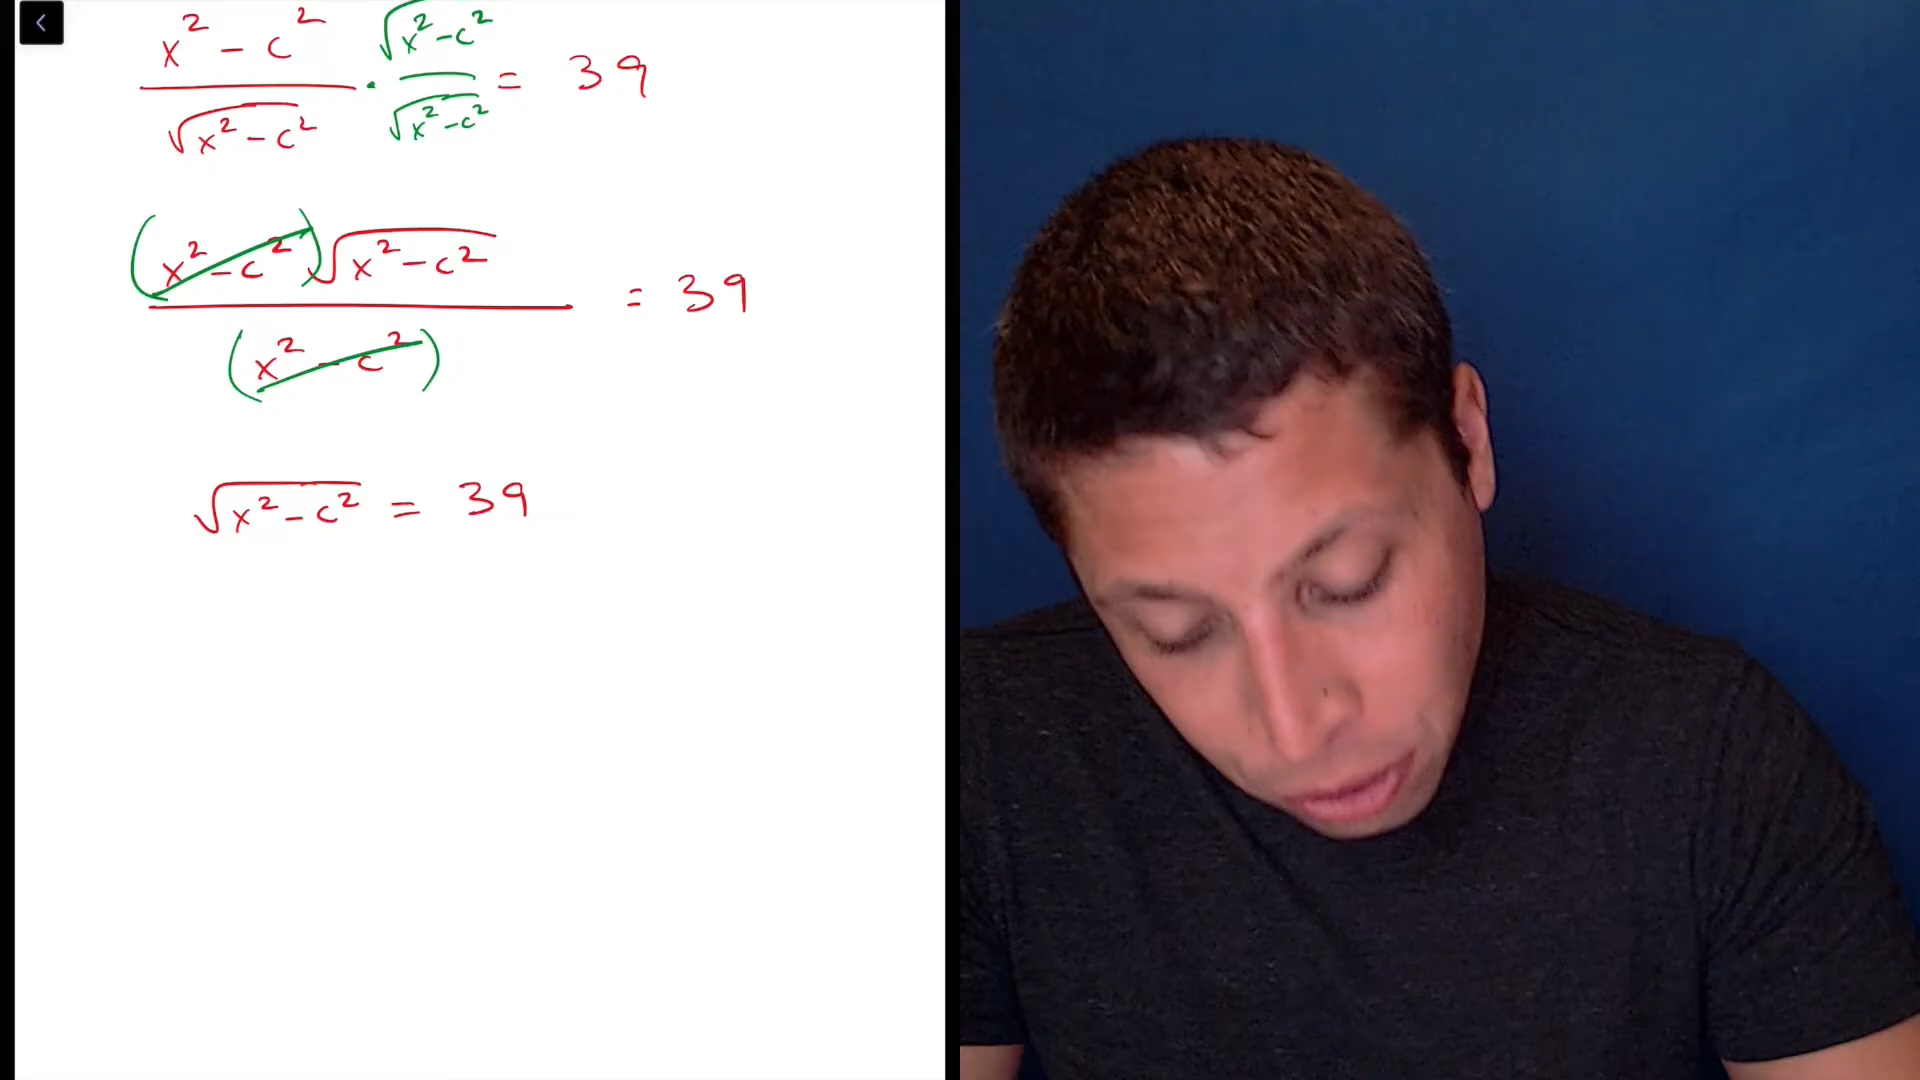 x² - c² / √(x² - c²) · √(x² - c²) / √(x² - c²) = 39
(x² - c²) √(x² - c²) / (x² - c²) = 39
√(x² - c²) = 39